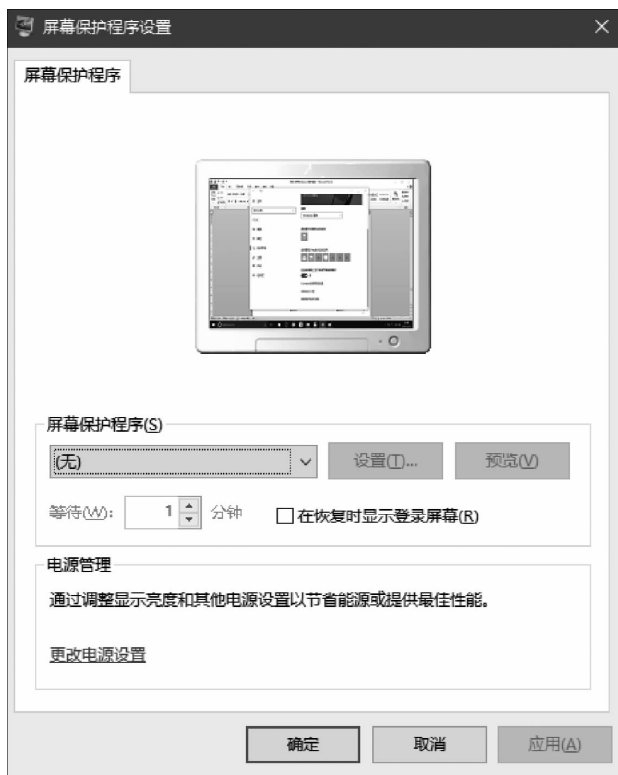 屏幕保护程序设置
屏幕保护程序
屏幕保护程序(S)
(无)
设置(T)...
预览(V)
等待(W):
1
分钟
在恢复时显示登录屏幕(R)
电源管理
通过调整显示亮度和其他电源设置以节省能源或提供最佳性能。
更改电源设置
确定
取消
应用(A)